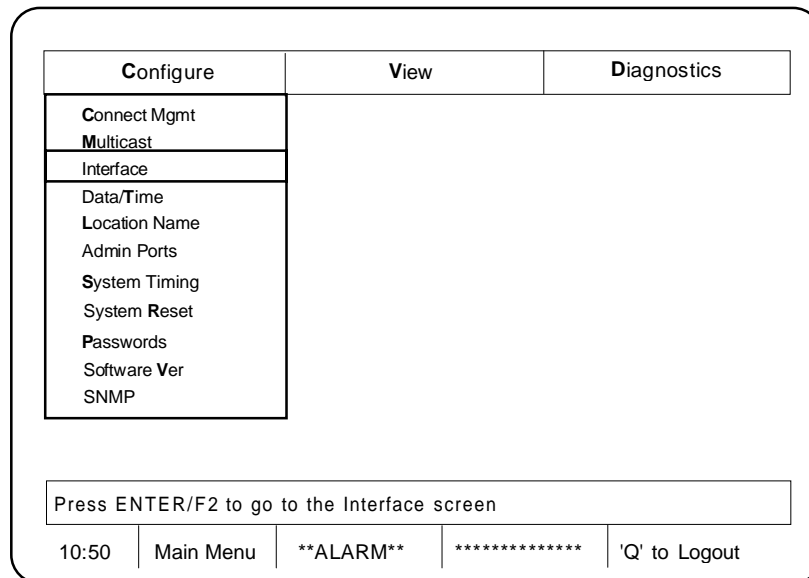 Configure View Diagnostics
Connect Mgmt
Multicast
Interface
Data/Time
Location Name
Admin Ports
System Timing
System Reset
Passwords
Software Ver
SNMP
Press ENTER/F2 to go to the Interface screen
10:50 Main Menu **ALARM** ************** 'Q' to Logout